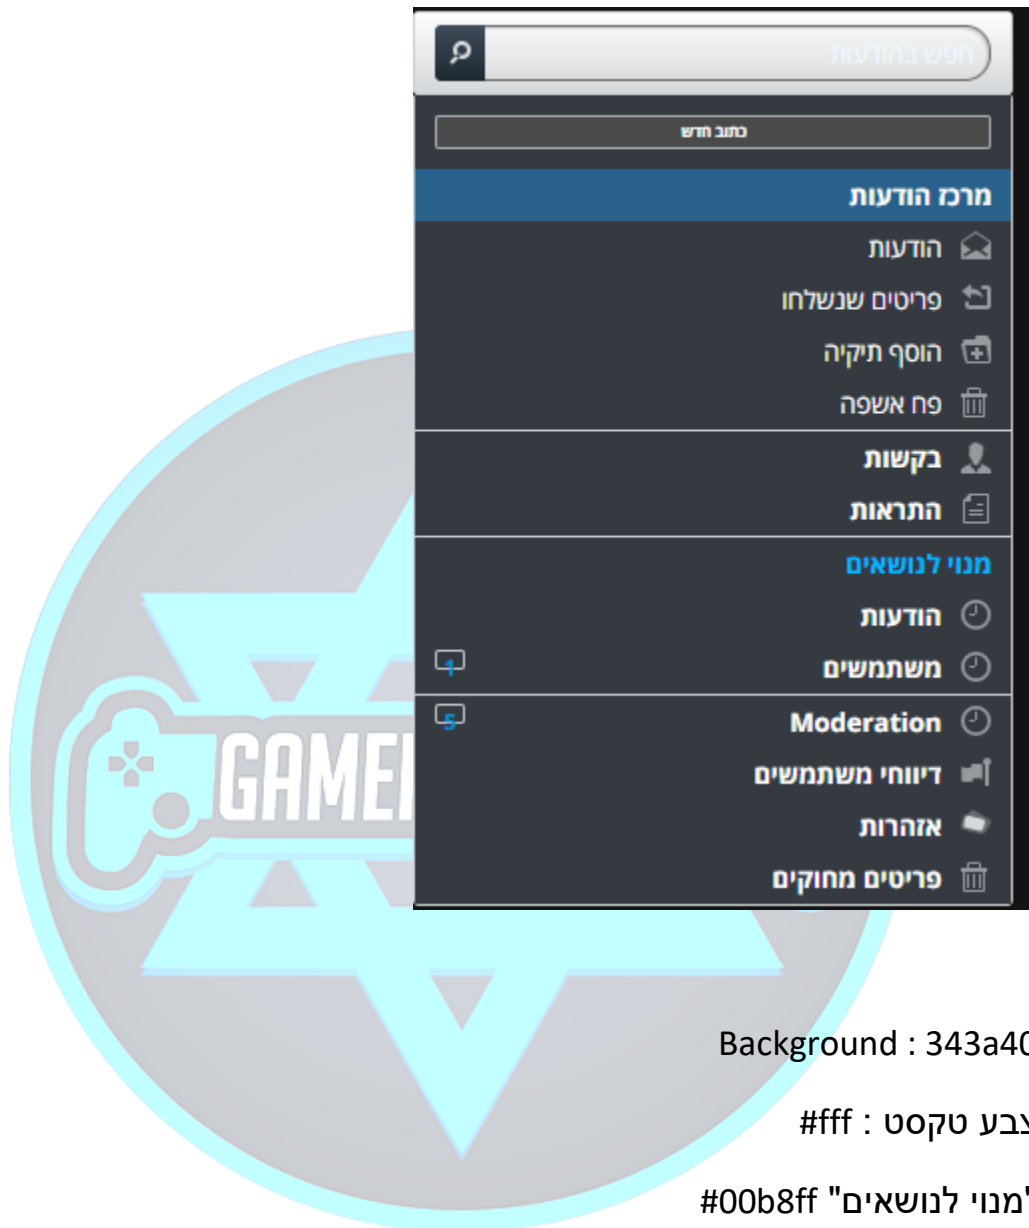 חפש בהודעות
כתוב חדש
מרכז הודעות
הודעות
פריטים שנשלחו
הוסף תיקיה
פח אשפה
בקשות
התראות
מנוי לנושאים
הודעות
משתמשים 1
Moderation 5
דיווחי משתמשים
אזהרות
פריטים מחוקים
GAME
Background : 343a40
צבע טקסט : #fff
"מנוי לנושאים" #00b8ff